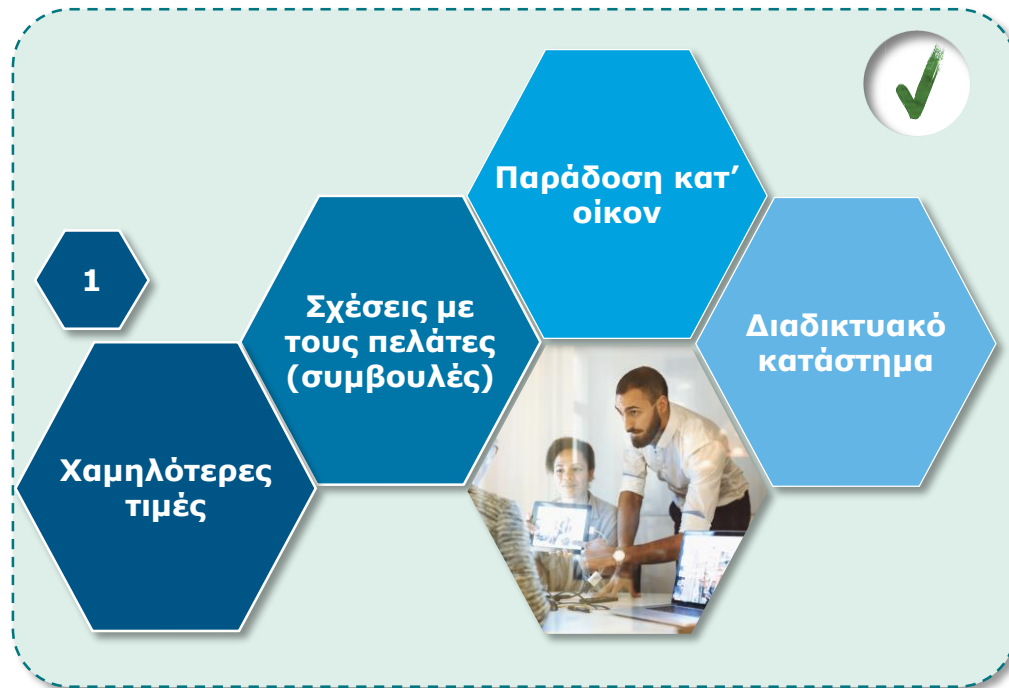 1
Χαμηλότερες
τιμές
Σχέσεις με
τους πελάτες
(συμβουλές)
Παράδοση κατ’
οίκον
Διαδικτυακό
κατάστημα